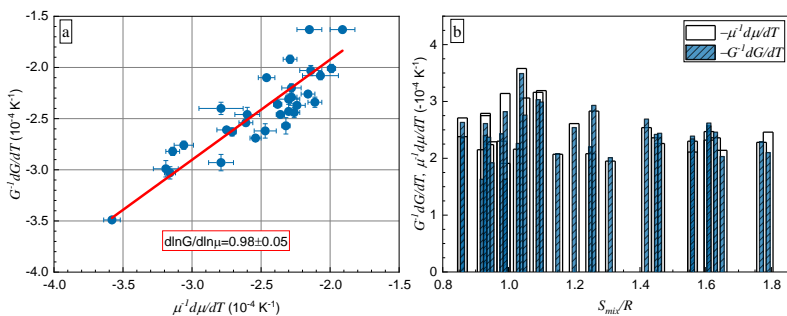 a
G⁻¹dG/dT (10⁻⁴ K⁻¹)
-1.5
-2.0
-2.5
-3.0
-3.5
-4.0
dlnG/dlnμ=0.98±0.05
-4.0 -3.5 -3.0 -2.5 -2.0 -1.5
μ⁻¹dμ/dT (10⁻⁴ K⁻¹)
b
−μ⁻¹dμ/dT
−G⁻¹dG/dT
G⁻¹dG/dT, μ⁻¹dμ/dT (-10⁻⁴ K⁻¹)
4
3
2
1
0
0.8 1.0 1.2 1.4 1.6 1.8
S_mix/R